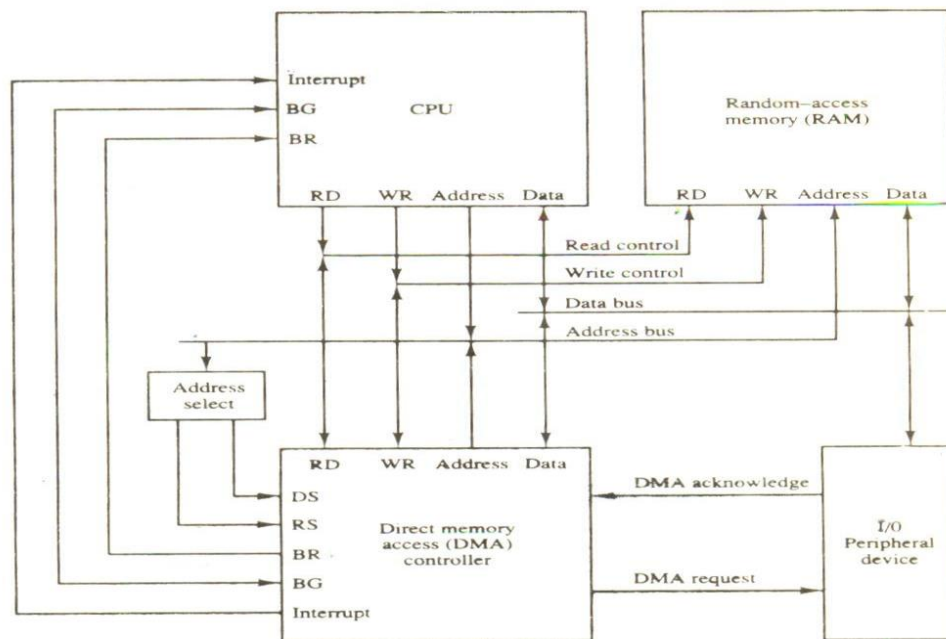 Interrupt
BG
CPU
BR
RD WR Address Data
Random-access
memory (RAM)
RD WR Address Data
Read control
Write control
Data bus
Address bus
Address
select
RD WR Address Data
DS
RS
BR
BG
Interrupt
Direct memory
access (DMA)
controller
DMA acknowledge
DMA request
I/O
Peripheral
device